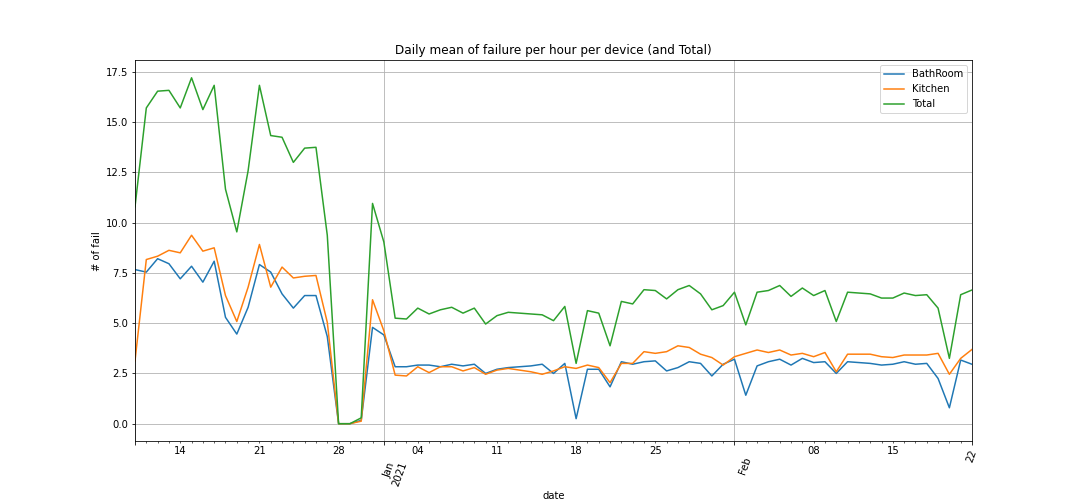 Daily mean of failure per hour per device (and Total)
17.5
15.0
12.5
10.0
7.5
5.0
2.5
0.0
# of fail
BathRoom
Kitchen
Total
14
21
28
Jan
2021
04
11
18
25
Feb
08
15
22
date